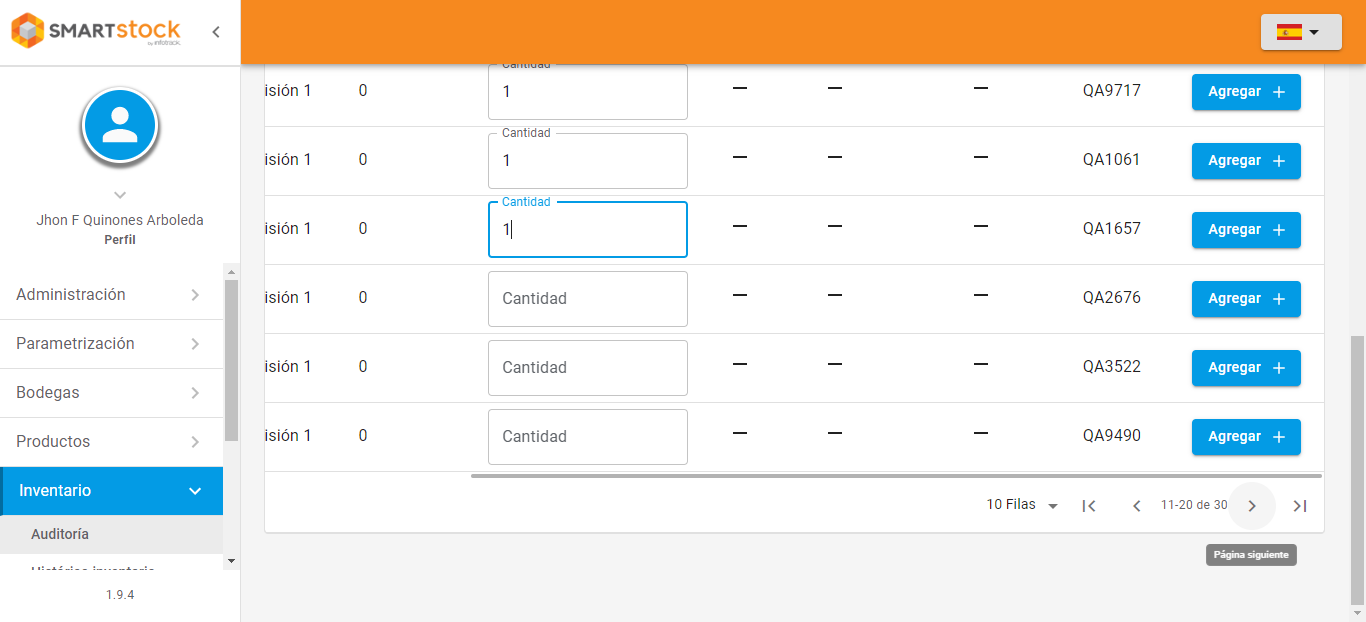 SMARTstock
by infotrack.
Jhon F Quinones Arboleda
Perfil
Administración
Parametrización
Bodegas
Productos
Inventario
Auditoría
Histórico inventario
1.9.4
Cantidad
isión 1 0 1 — — — QA9717 Agregar +
Cantidad
isión 1 0 1 — — — QA1061 Agregar +
Cantidad
isión 1 0 1 — — — QA1657 Agregar +
isión 1 0 Cantidad — — — QA2676 Agregar +
isión 1 0 Cantidad — — — QA3522 Agregar +
isión 1 0 Cantidad — — — QA9490 Agregar +
10 Filas 11-20 de 30
Página siguiente